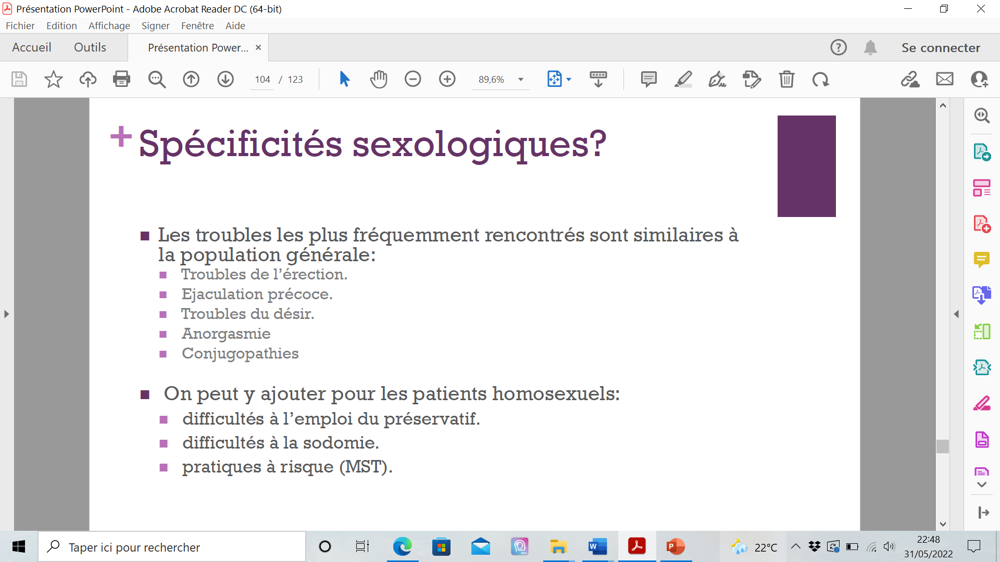 Présentation PowerPoint - Adobe Acrobat Reader DC (64-bit)
Fichier Edition Affichage Signer Fenêtre Aide
Accueil Outils Présentation Power... × Se connecter
104 / 123 89,6%
+ Spécificités sexologiques?
Les troubles les plus fréquemment rencontrés sont similaires à
la population générale:
Troubles de l’érection.
Ejaculation précoce.
Troubles du désir.
Anorgasmie
Conjugopathies
On peut y ajouter pour les patients homosexuels:
difficultés à l’emploi du préservatif.
difficultés à la sodomie.
pratiques à risque (MST).
Taper ici pour rechercher
22°C
22:48
31/05/2022